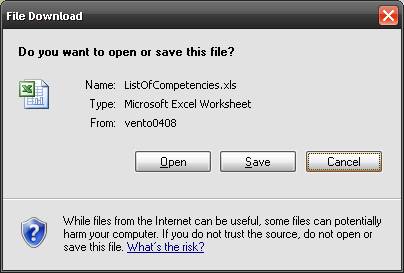 File Download
Do you want to open or save this file?
Name: ListOfCompetencies.xls
Type: Microsoft Excel Worksheet
From: vento0408
Open Save Cancel
While files from the Internet can be useful, some files can potentially
harm your computer. If you do not trust the source, do not open or
save this file. What's the risk?